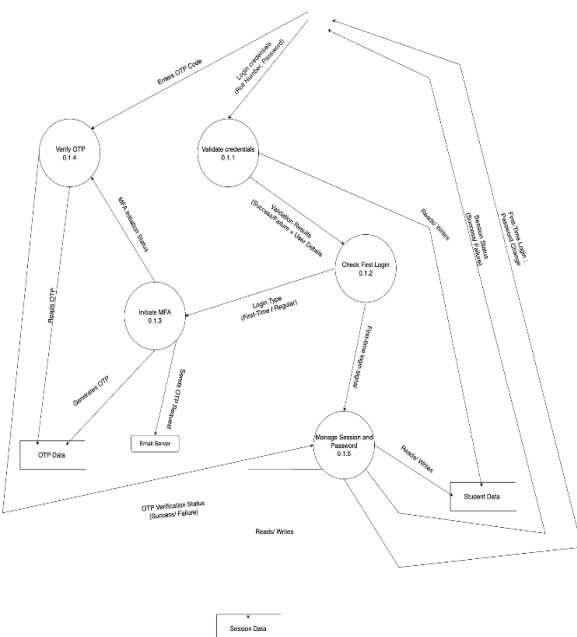 Enters OTP Code
Login credentials
(Roll Number, Password)
Verify OTP
0.1.4
Validate credentials
0.1.1
MFA Initiation Status
Validation Results
(Success/Failure + User Details
Reads/ Writes
Session Status
(Success/ Failure)
First-Time Login :
Password Change
Check First Login
0.1.2
Login Type
(First-Time / Regular)
Initiate MFA
0.1.3
Reads OTP
First-time login signal
Generates OTP
Sends OTP Request
OTP Data
Email Server
Manage Session and
Password
0.1.5
Reads/ Writes
Student Data
OTP Verification Status
(Success/ Failure)
Reads/ Writes
Session Data